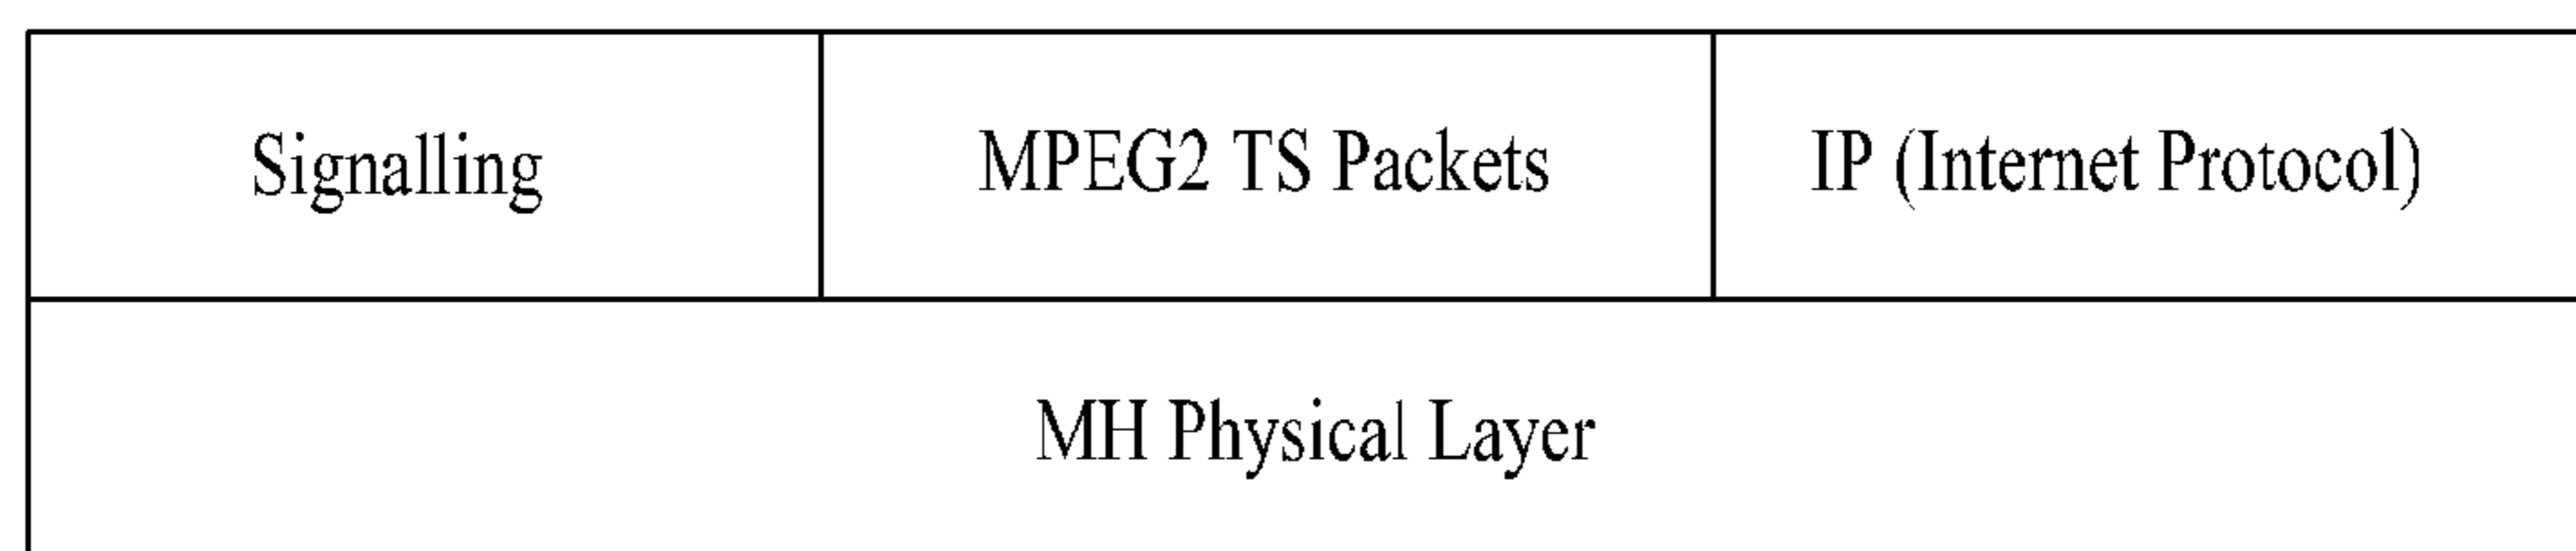 Signalling
MPEG2 TS Packets
IP (Internet Protocol)
MH Physical Layer